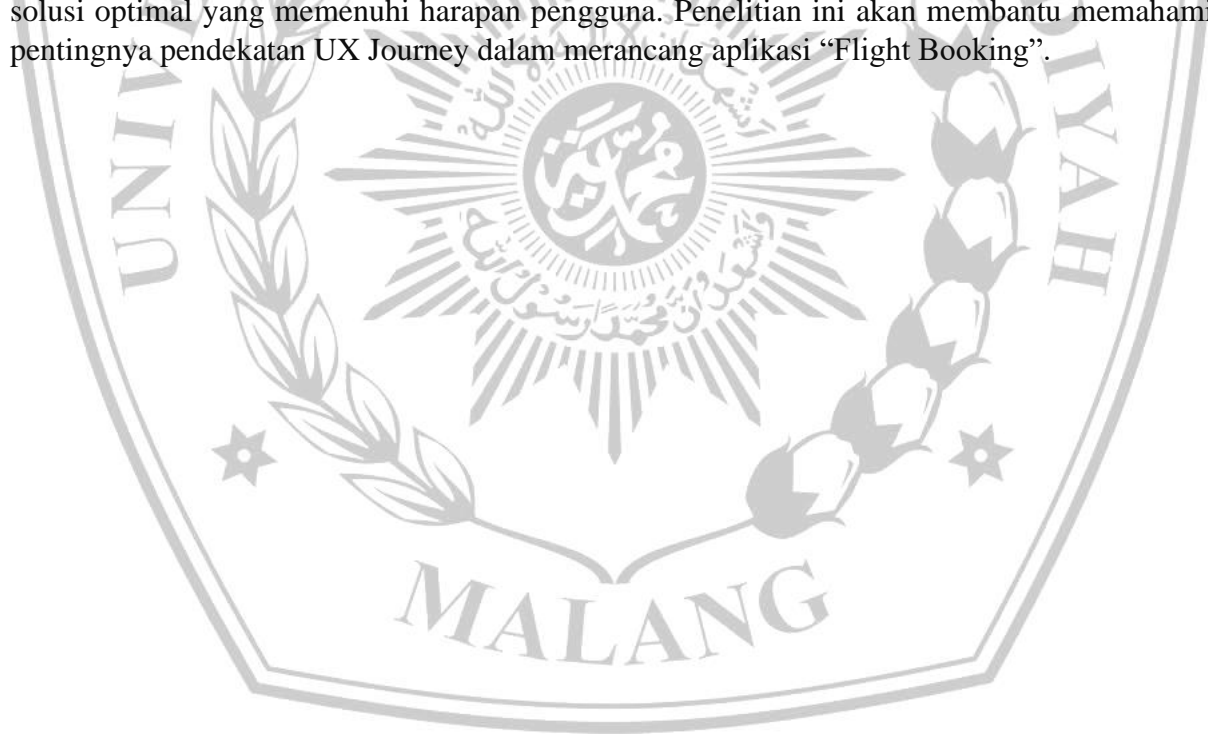 solusi optimal yang memenuhi harapan pengguna. Penelitian ini akan membantu memahami
pentingnya pendekatan UX Journey dalam merancang aplikasi “Flight Booking”.
MALANG